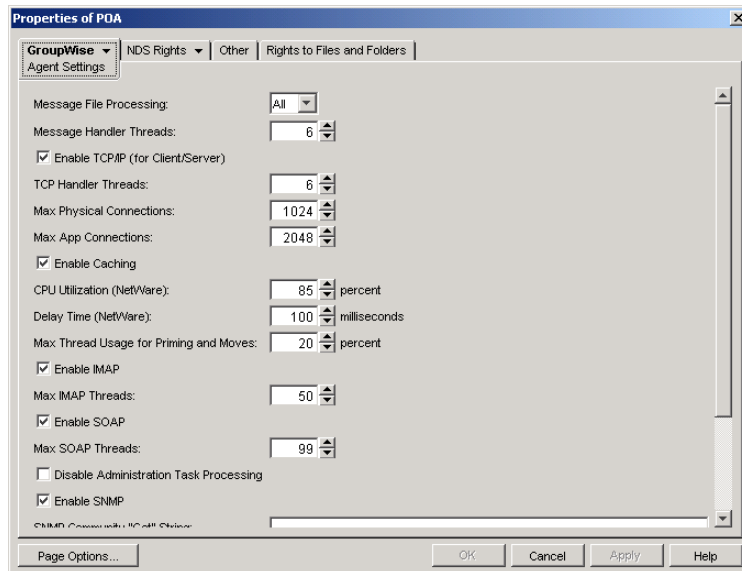 Properties of POA
GroupWise NDS Rights Other Rights to Files and Folders
Agent Settings
Message File Processing: All
Message Handler Threads: 6
Enable TCP/IP (for Client/Server)
TCP Handler Threads: 6
Max Physical Connections: 1024
Max App Connections: 2048
Enable Caching
CPU Utilization (NetWare): 85 percent
Delay Time (NetWare): 100 milliseconds
Max Thread Usage for Priming and Moves: 20 percent
Enable IMAP
Max IMAP Threads: 50
Enable SOAP
Max SOAP Threads: 99
Disable Administration Task Processing
Enable SNMP
SNMP Community "Get" String:
Page Options... OK Cancel Apply Help